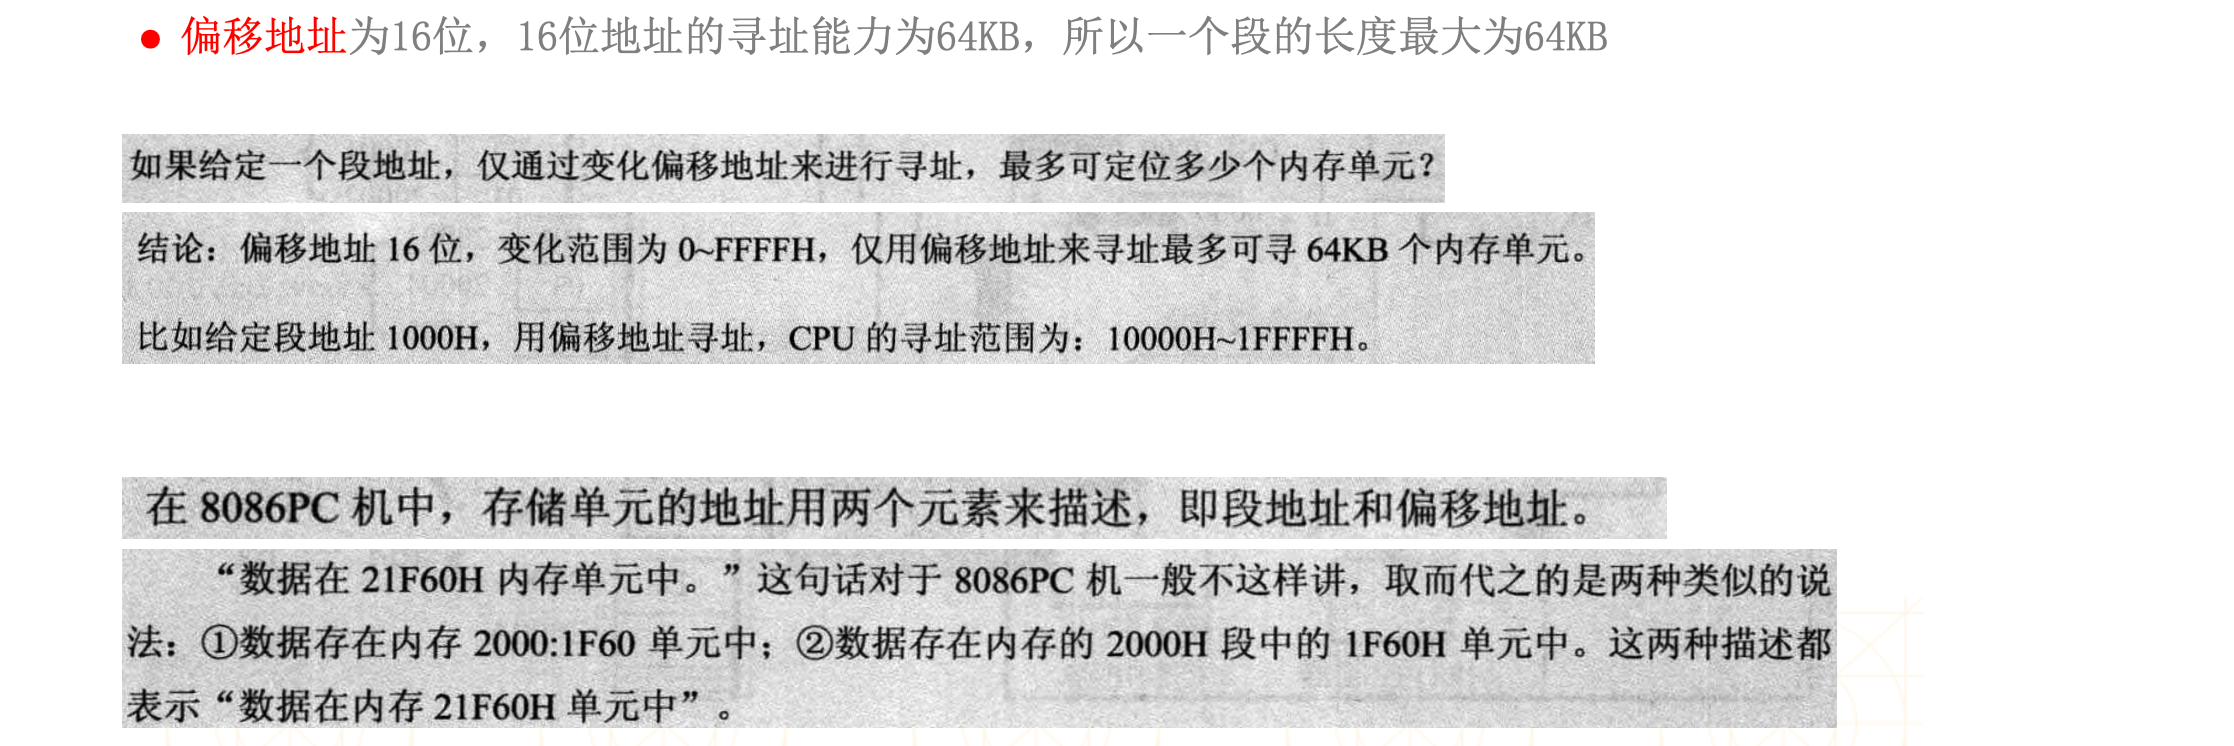 ● 偏移地址为16位，16位地址的寻址能力为64KB，所以一个段的长度最大为64KB
如果给定一个段地址，仅通过变化偏移地址来进行寻址，最多可定位多少个内存单元？
结论：偏移地址 16 位，变化范围为 0~FFFFH，仅用偏移地址来寻址最多可寻 64KB 个内存单元。
比如给定段地址 1000H，用偏移地址寻址，CPU 的寻址范围为：10000H~1FFFFH。
在 8086PC 机中，存储单元的地址用两个元素来描述，即段地址和偏移地址。
“数据在 21F60H 内存单元中。”这句话对于 8086PC 机一般不这样讲，取而代之的是两种类似的说
法：①数据存在内存 2000:1F60 单元中；②数据存在内存的 2000H 段中的 1F60H 单元中。这两种描述都
表示“数据在内存 21F60H 单元中”。